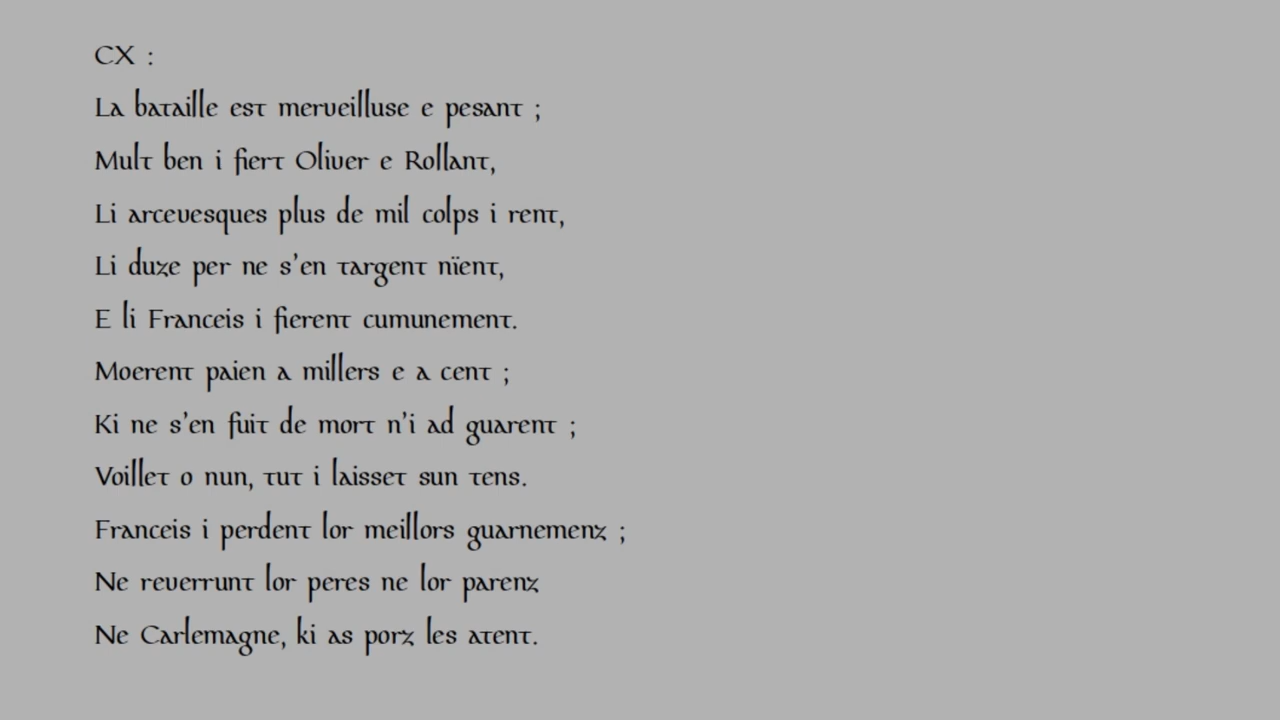 CX :
La bataille est merveilluse e pesant ;
Mult ben i fiert Oliver e Rollant,
Li arcevesques plus de mil colps i rent,
Li duze per ne s'en targent nïent,
E li Franceis i fierent cumunement.
Moerent paien a millers e a cent ;
Ki ne s'en fuit de mort n'i ad guarent ;
Voillet o nun, tut i laisset sun tens.
Franceis i perdent lor meillors guarnemenz ;
Ne reverrunt lor peres ne lor parenz
Ne Carlemagne, ki as porz les atent.